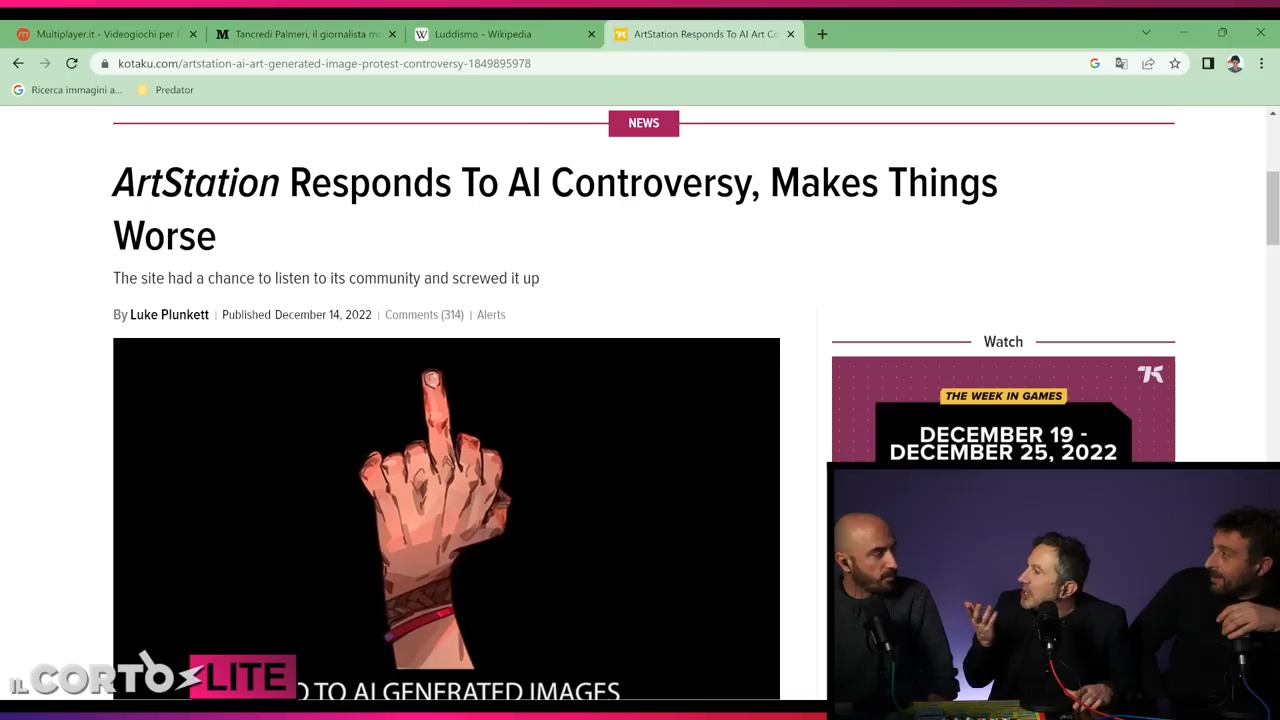 Multiplayer.it - Videogiochi per i
Tancredi Palmeri, il giornalista m
Luddismo - Wikipedia
ArtStation Responds To AI Art Co
kotaku.com/artstation-ai-art-generated-image-protest-controversy-1849895978
Ricerca immagini a...
Predator
NEWS
ArtStation Responds To AI Controversy, Makes Things
Worse
The site had a chance to listen to its community and screwed it up
By Luke Plunkett | Published December 14, 2022 | Comments (314) | Alerts
Watch
THE WEEK IN GAMES
DECEMBER 19 -
DECEMBER 25, 2022
O TO AI GENERATED IMAGES
IL CORTO LITE